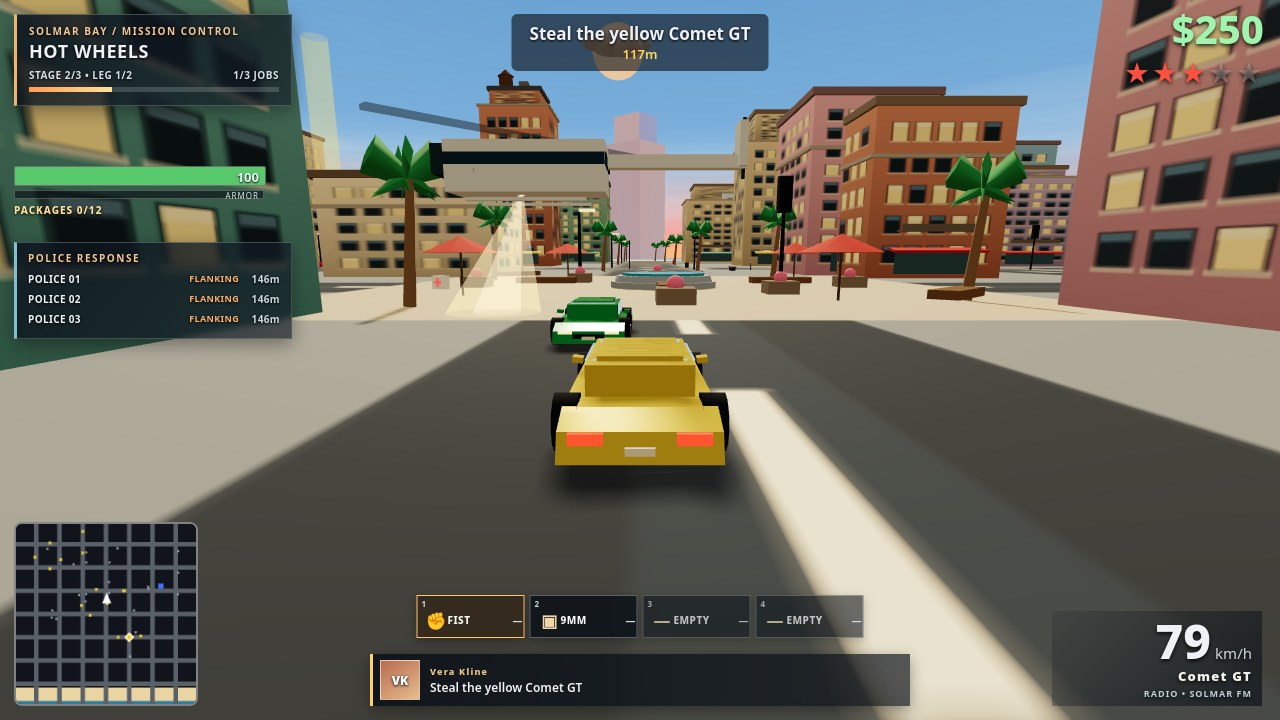 SOLMAR BAY / MISSION CONTROL
HOT WHEELS
STAGE 2/3 • LEG 1/2 1/3 JOBS
Steal the yellow Comet GT
117m
$250
100
ARMOR
PACKAGES 0/12
POLICE RESPONSE
POLICE 01 FLANKING 146m
POLICE 02 FLANKING 146m
POLICE 03 FLANKING 146m
1 FIST —
2 9MM —
3 — EMPTY —
4 — EMPTY —
VK
Vera Kline
Steal the yellow Comet GT
79 km/h
Comet GT
RADIO • SOLMAR FM